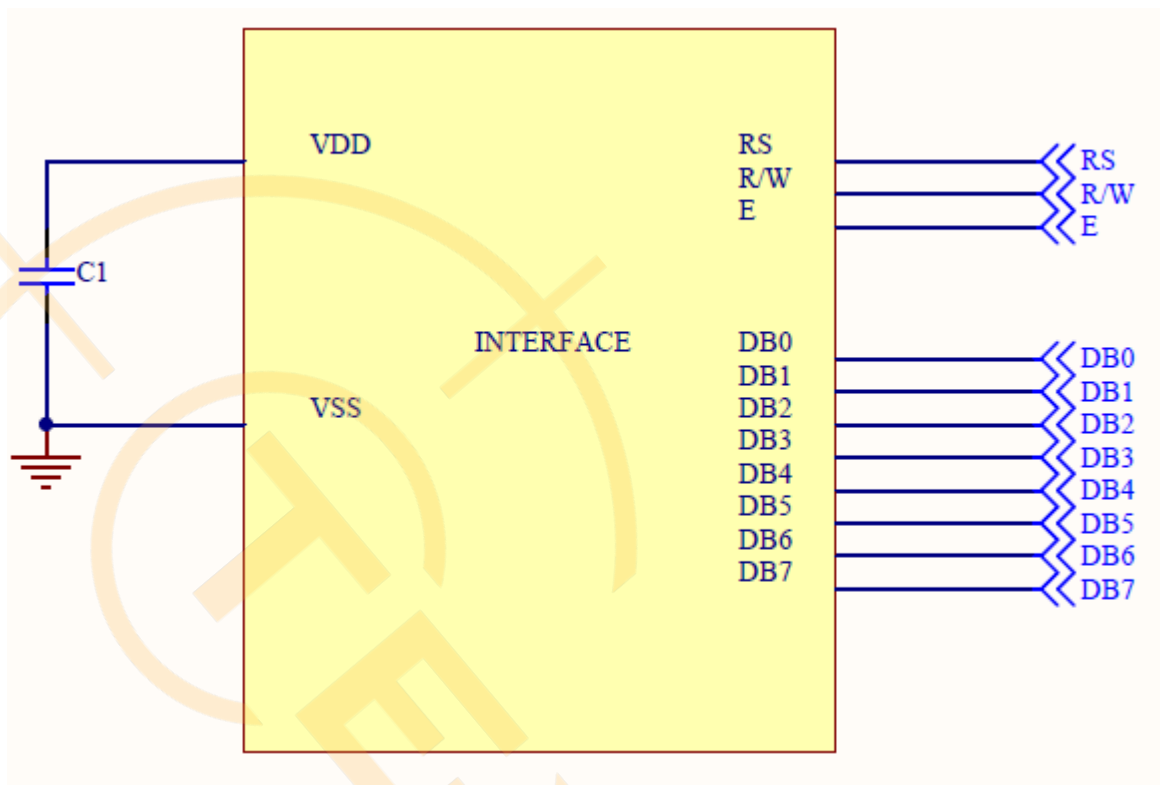 VDD
RS
RS
R/W
R/W
E
E
C1
INTERFACE
DB0
DB0
DB1
DB1
VSS
DB2
DB2
DB3
DB3
DB4
DB4
DB5
DB5
DB6
DB6
DB7
DB7
TE